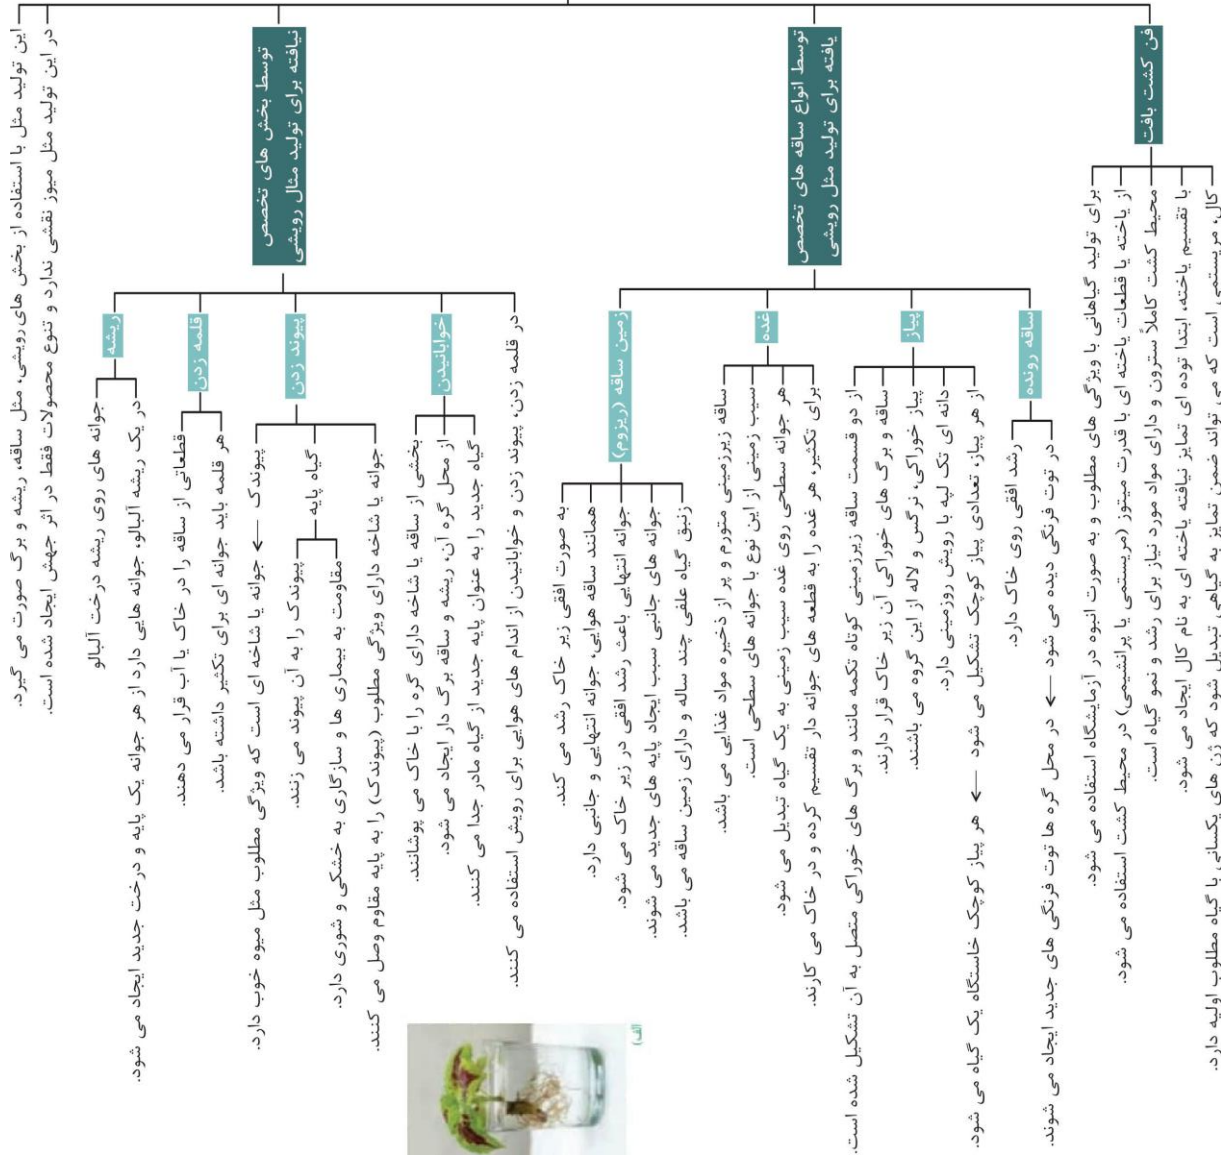 این تولید مثل با استفاده از بخش های رویشی، مثل ساقه، ریشه و برگ صورت می گیرد.
در این تولید مثل میوز نقشی ندارد و تنوع محصولات فقط در اثر جهش ایجاد شده است.
توسط بخش های تخصص
نیافته برای تولید مثال رویشی
ریشه
جوانه های روی ریشه درخت آلبالو
در یک ریشه آلبالو، جوانه هایی دارد از هر جوانه یک پایه و درخت جدید ایجاد می شود.
قلمه زدن
قطعاتی از ساقه را در خاک یا آب قرار می دهند.
هر قلمه باید جوانه ای برای تکثیر داشته باشد.
پیوند زدن
پیوندک ← جوانه یا شاخه ای است که ویژگی مطلوب مثل میوه خوب دارد.
گیاه پایه
پیوندک را به آن پیوند می زنند
مقاومت به بیماری ها و سازگاری به خشکی و شوری دارد.
جوانه یا شاخه دارای ویژگی مطلوب (پیوندک) را به پایه مقاوم وصل می کنند.
خوابانیدن
بخشی از ساقه یا شاخه دارای گره را با خاک می پوشانند.
از محل گره آن، ریشه و ساقه برگ دار ایجاد می شود.
گیاه جدید را به عنوان پایه جدید از گیاه مادر جدا می کنند.
در قلمه زدن، پیوند زدن و خوابانیدن از اندام های هوایی برای رویش استفاده می کنند.
الف)
توسط انواع ساقه های تخصص
یافته برای تولید مثل رویشی
زمین ساقه (ریزوم)
به صورت افقی زیر خاک رشد می کند.
همانند ساقه هوایی، جوانه انتهایی و جانبی دارد.
جوانه انتهایی باعث رشد افقی در زیر خاک می شود.
جوانه های جانبی سبب ایجاد پایه های جدید می شوند.
زنبق گیاه علفی چند ساله و دارای زمین ساقه می باشد.
غده
ساقه زیرزمینی متورم و پر از ذخیره مواد غذایی می باشد.
سیب زمینی از این نوع با جوانه های سطحی است.
هر جوانه سطحی روی غده سیب زمینی به یک گیاه تبدیل می شود.
برای تکثیر، هر غده را به قطعه های جوانه دار تقسیم کرده و در خاک می کارند.
پیاز
از دو قسمت ساقه زیرزمینی کوتاه تکمه مانند و برگ های خوراکی متصل به آن تشکیل شده است.
ساقه و برگ های خوراکی آن زیر خاک قرار دارند.
پیاز خوراکی، نرگس و لاله از این گروه می باشند.
دانه ای تک لپه با رویش روزمینی دارد.
از هر پیاز، تعدادی پیاز کوچک تشکیل می شود ← هر پیاز کوچک خاستگاه یک گیاه می شود.
ساقه رونده
رشد افقی روی خاک دارد.
در توت فرنگی دیده می شود ← در محل گره ها توت فرنگی های جدید ایجاد می شوند.
فن کشت بافت
برای تولید گیاهانی با ویژگی های مطلوب و به صورت انبوه در آزمایشگاه استفاده می شود.
از یاخته یا قطعات یاخته ای با قدرت میتوز (مریستمی یا پرانشیمی) در محیط کشت استفاده می شود.
محیط کشت کاملاً سترون و دارای مواد مورد نیاز برای رشد و نمو گیاه است.
با تقسیم یاخته، ابتدا توده ای تمایز نیافته یاخته ای به نام کال ایجاد می شود.
کال، مریستمی است که می تواند ضمن تمایز به گیاهی تبدیل شود که ژن های یکسانی با گیاه مطلوب اولیه دارد.